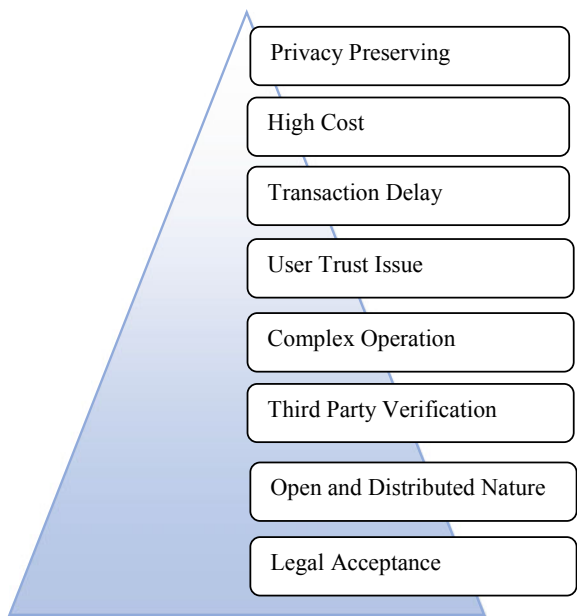 Privacy Preserving
High Cost
Transaction Delay
User Trust Issue
Complex Operation
Third Party Verification
Open and Distributed Nature
Legal Acceptance